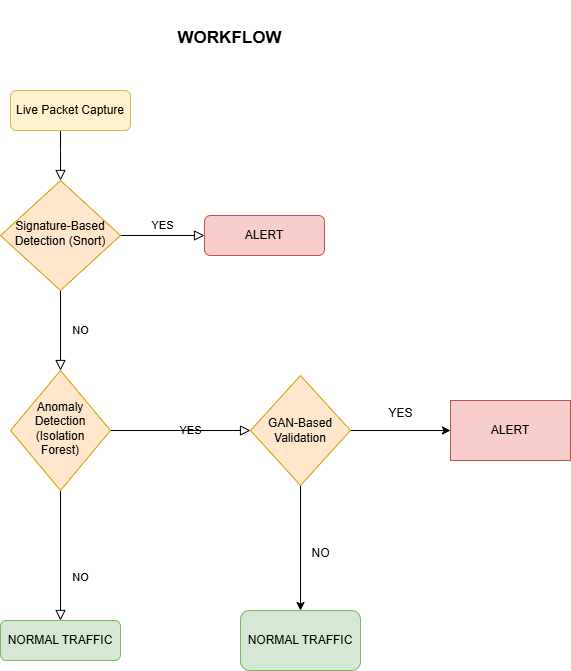 WORKFLOW
Live Packet Capture
Signature-Based
Detection (Snort)
YES
ALERT
NO
Anomaly
Detection
(Isolation
Forest)
YES
GAN-Based
Validation
YES
ALERT
NO
NO
NORMAL TRAFFIC
NORMAL TRAFFIC